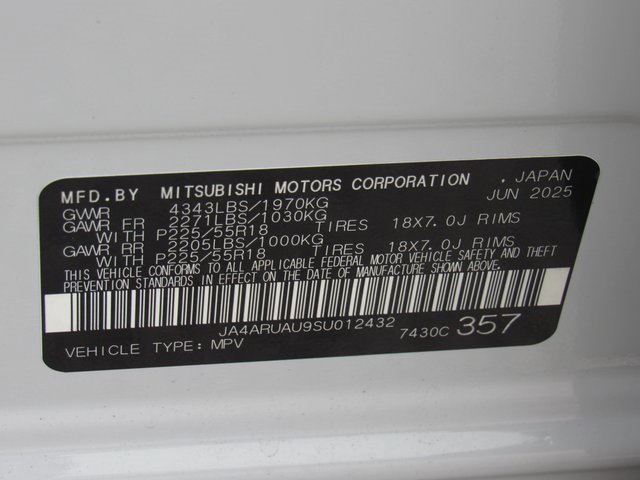 MFD.BY MITSUBISHI MOTORS CORPORATION . JAPAN
GVWR 4343LBS/1970KG JUN 2025
GAWR FR 2271LBS/1030KG
WITH P225/55R18 TIRES 18X7.0J RIMS
GAWR RR 2205LBS/1000KG
WITH P225/55R18 TIRES 18X7.0J RIMS
THIS VEHICLE CONFORMS TO ALL APPLICABLE FEDERAL MOTOR VEHICLE SAFETY AND THEFT
PREVENTION STANDARDS IN EFFECT ON THE DATE OF MANUFACTURE SHOWN ABOVE.
JA4ARUAU9SU012432
VEHICLE TYPE: MPV 7430C 357